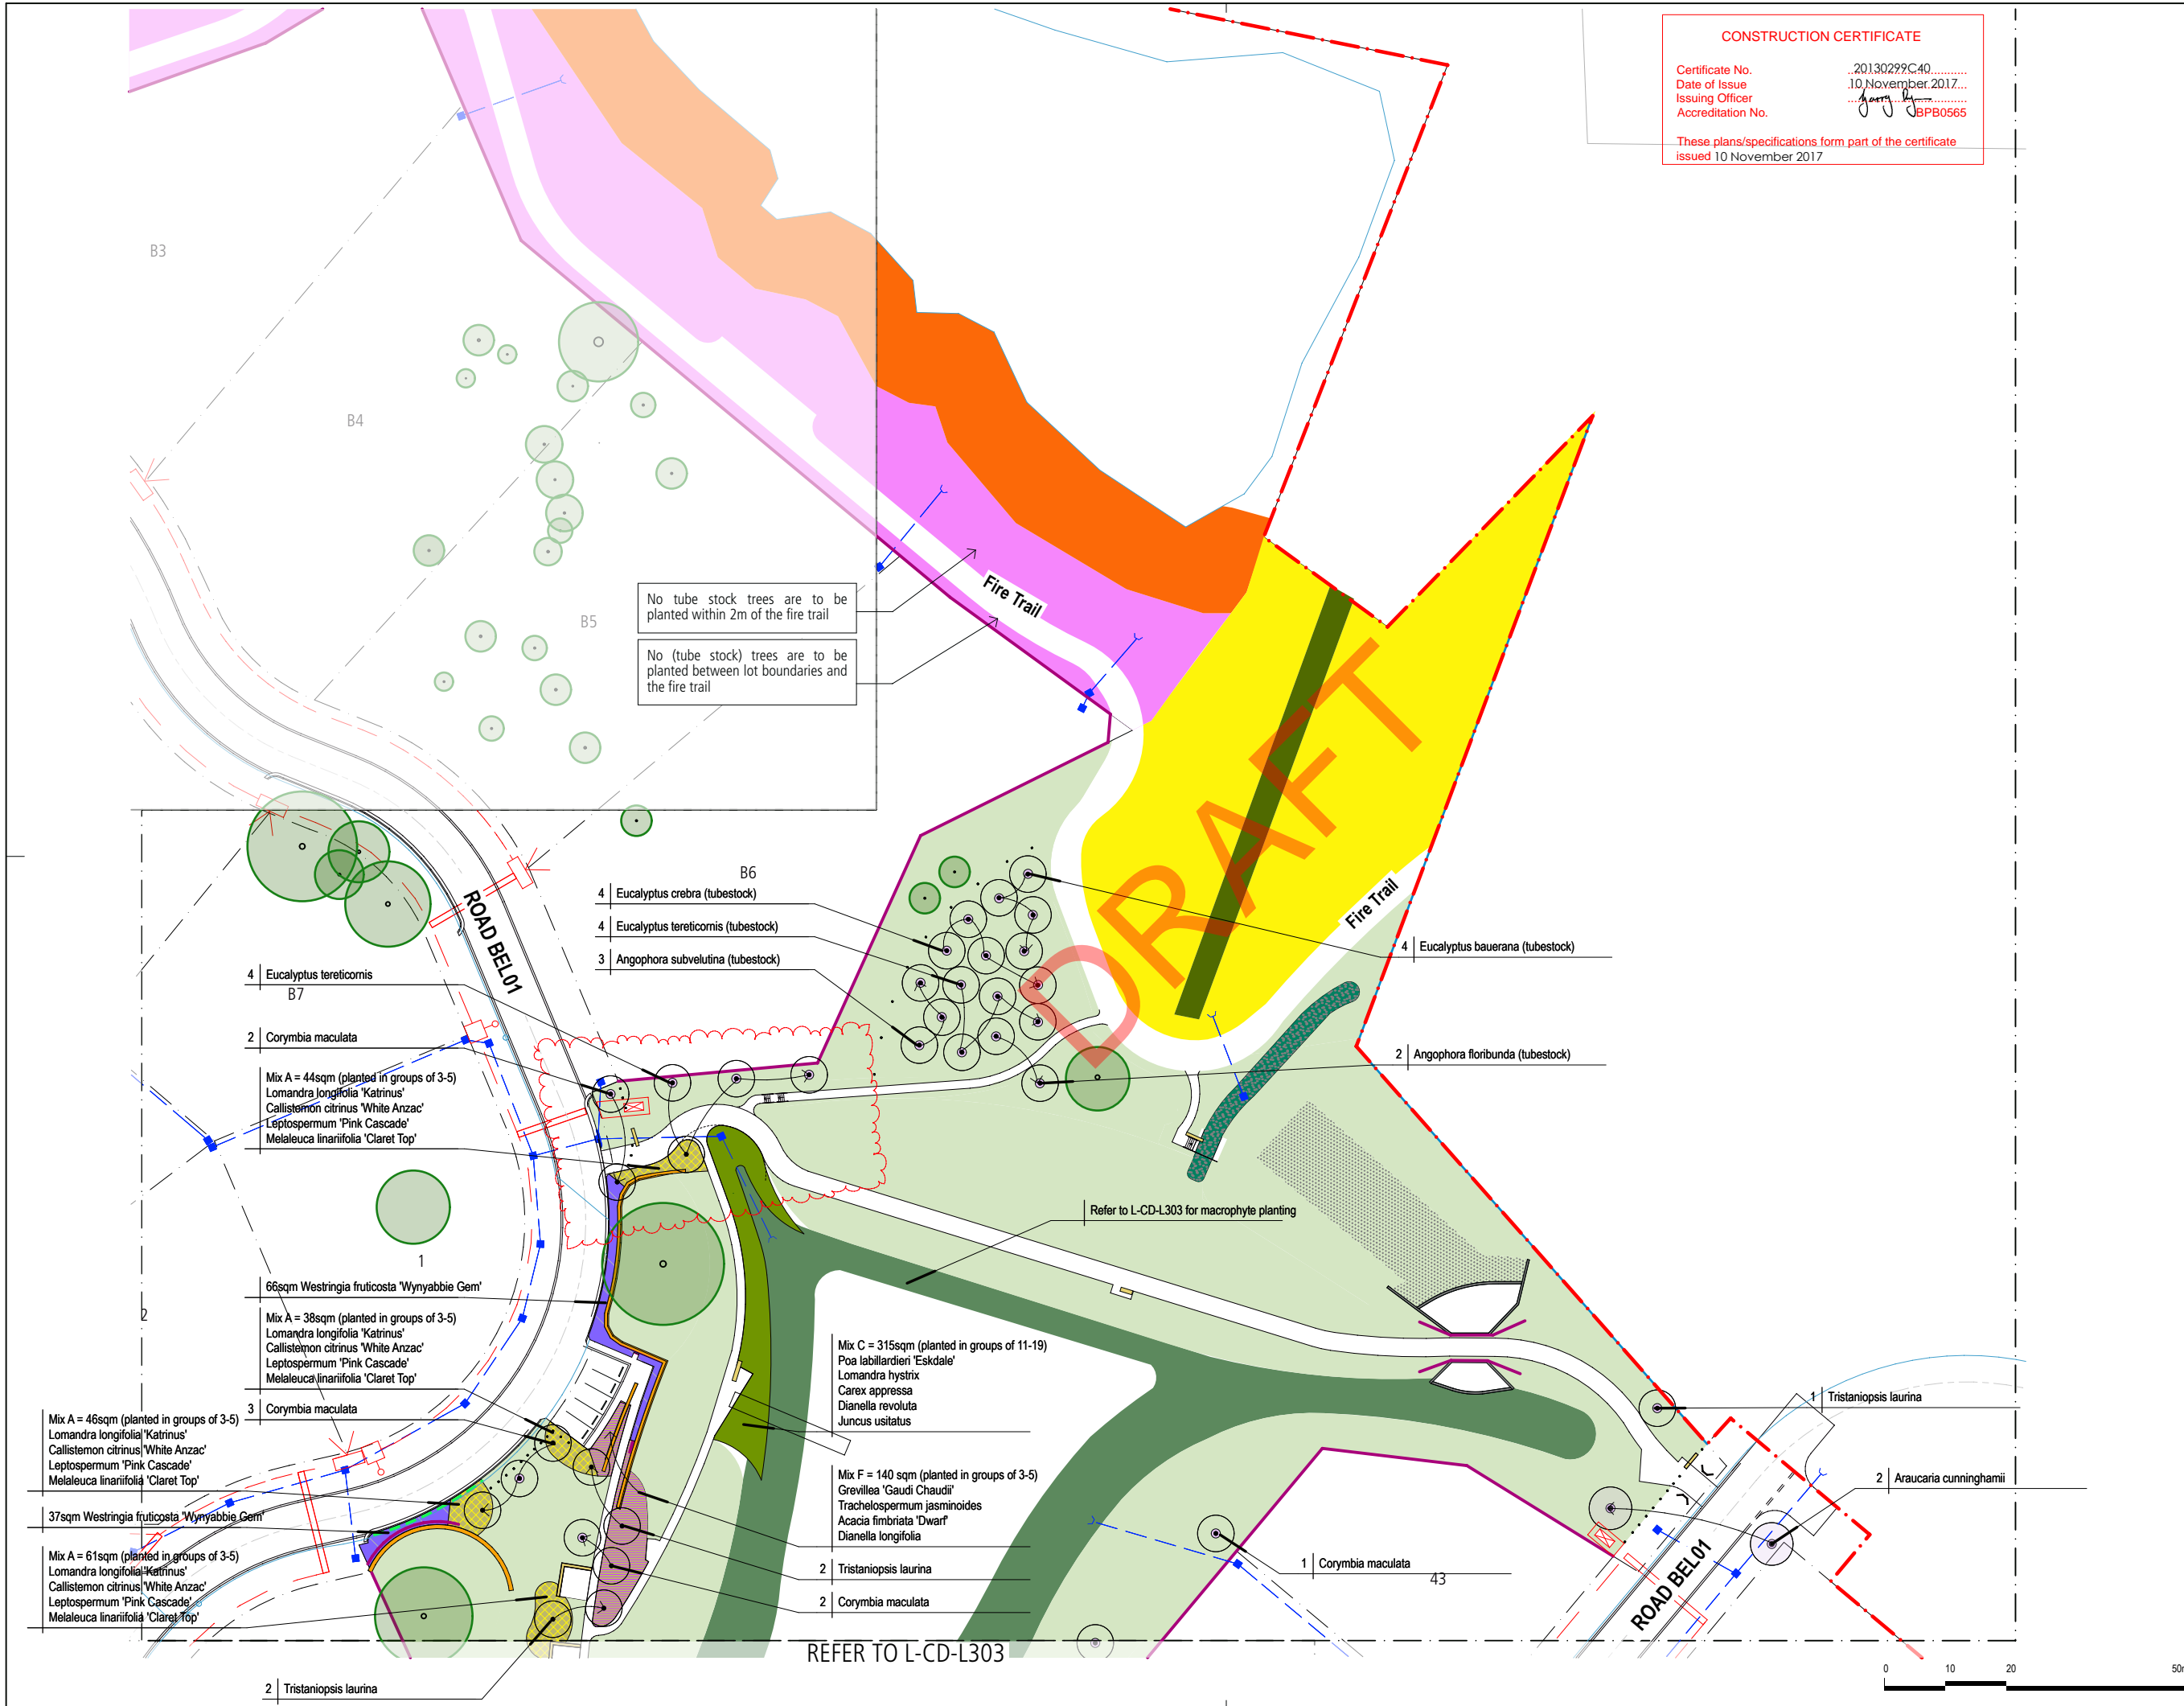 CONSTRUCTION CERTIFICATE
Certificate No. 20130299C40
Date of Issue 10 November 2017
Issuing Officer
Accreditation No. BPB0565
These plans/specifications form part of the certificate
issued 10 November 2017
B3
B4
B5
No tube stock trees are to be
planted within 2m of the fire trail
No (tube stock) trees are to be
planted between lot boundaries and
the fire trail
Fire Trail
DRAFT
Fire Trail
B6
4 Eucalyptus crebra (tubestock)
4 Eucalyptus tereticornis (tubestock)
3 Angophora subvelutina (tubestock)
4 Eucalyptus bauerana (tubestock)
2 Angophora floribunda (tubestock)
ROAD BEL01
4 Eucalyptus tereticornis
B7
2 Corymbia maculata
Mix A = 44sqm (planted in groups of 3-5)
Lomandra longifolia 'Katrinus'
Callistemon citrinus 'White Anzac'
Leptospermum 'Pink Cascade'
Melaleuca linariifolia 'Claret Top'
Refer to L-CD-L303 for macrophyte planting
1
2
66sqm Westringia fruticosta 'Wynyabbie Gem'
Mix A = 38sqm (planted in groups of 3-5)
Lomandra longifolia 'Katrinus'
Callistemon citrinus 'White Anzac'
Leptospermum 'Pink Cascade'
Melaleuca linariifolia 'Claret Top'
3 Corymbia maculata
Mix A = 46sqm (planted in groups of 3-5)
Lomandra longifolia 'Katrinus'
Callistemon citrinus 'White Anzac'
Leptospermum 'Pink Cascade'
Melaleuca linariifolia 'Claret Top'
37sqm Westringia fruticosta 'Wynyabbie Gem'
Mix A = 61sqm (planted in groups of 3-5)
Lomandra longifolia 'Katrinus'
Callistemon citrinus 'White Anzac'
Leptospermum 'Pink Cascade'
Melaleuca linariifolia 'Claret Top'
2 Tristaniopsis laurina
Mix C = 315sqm (planted in groups of 11-19)
Poa labillardieri 'Eskdale'
Lomandra hystrix
Carex appressa
Dianella revoluta
Juncus usitatus
Mix F = 140 sqm (planted in groups of 3-5)
Grevillea 'Gaudi Chaudii'
Trachelospermum jasminoides
Acacia fimbriata 'Dwarf'
Dianella longifolia
2 Tristaniopsis laurina
2 Corymbia maculata
1 Tristaniopsis laurina
2 Araucaria cunninghamii
1 Corymbia maculata
43
ROAD BEL01
REFER TO L-CD-L303
0 10 20 50m